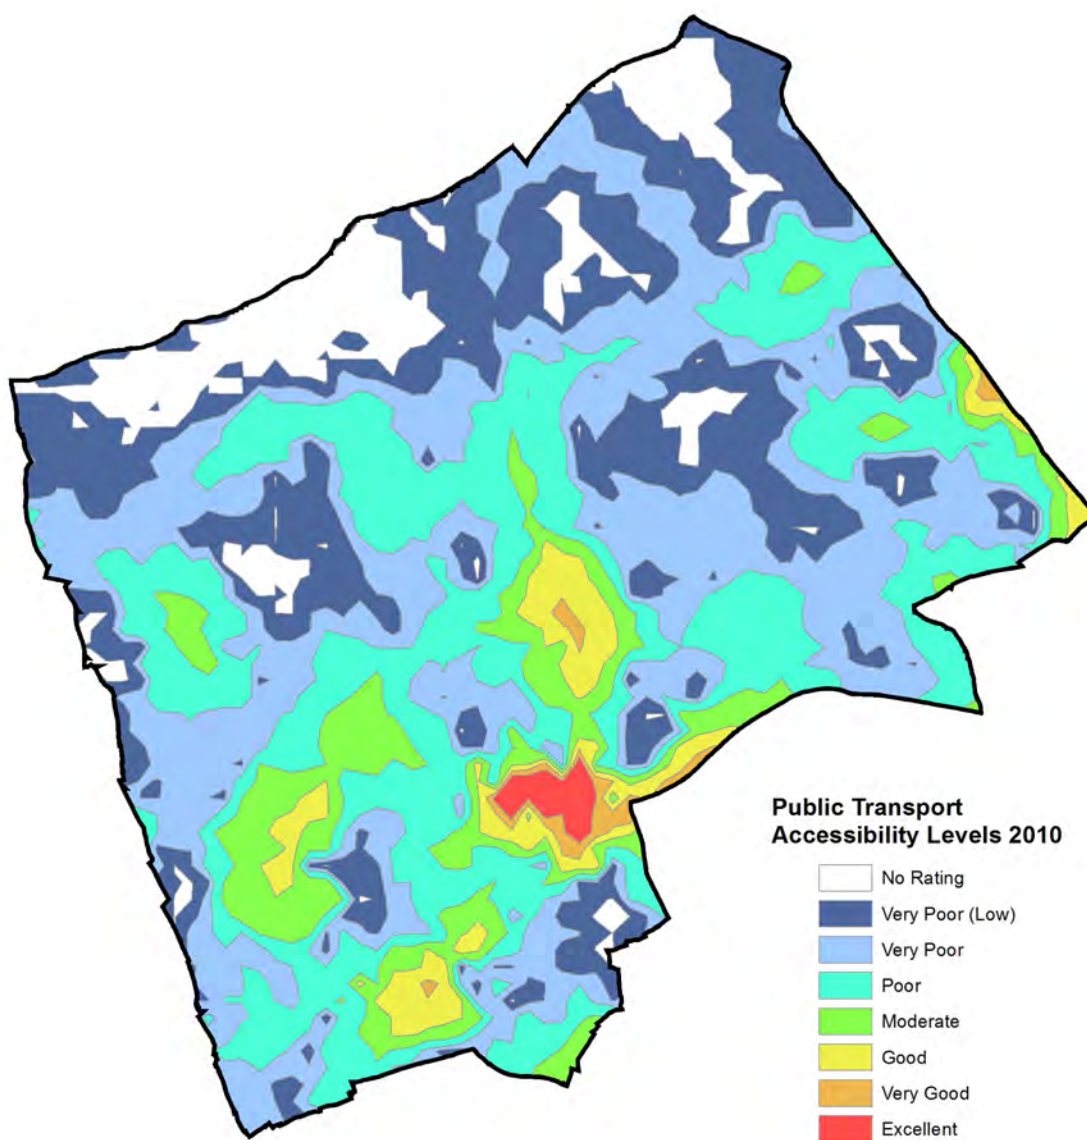 Public Transport
Accessibility Levels 2010
No Rating
Very Poor (Low)
Very Poor
Poor
Moderate
Good
Very Good
Excellent